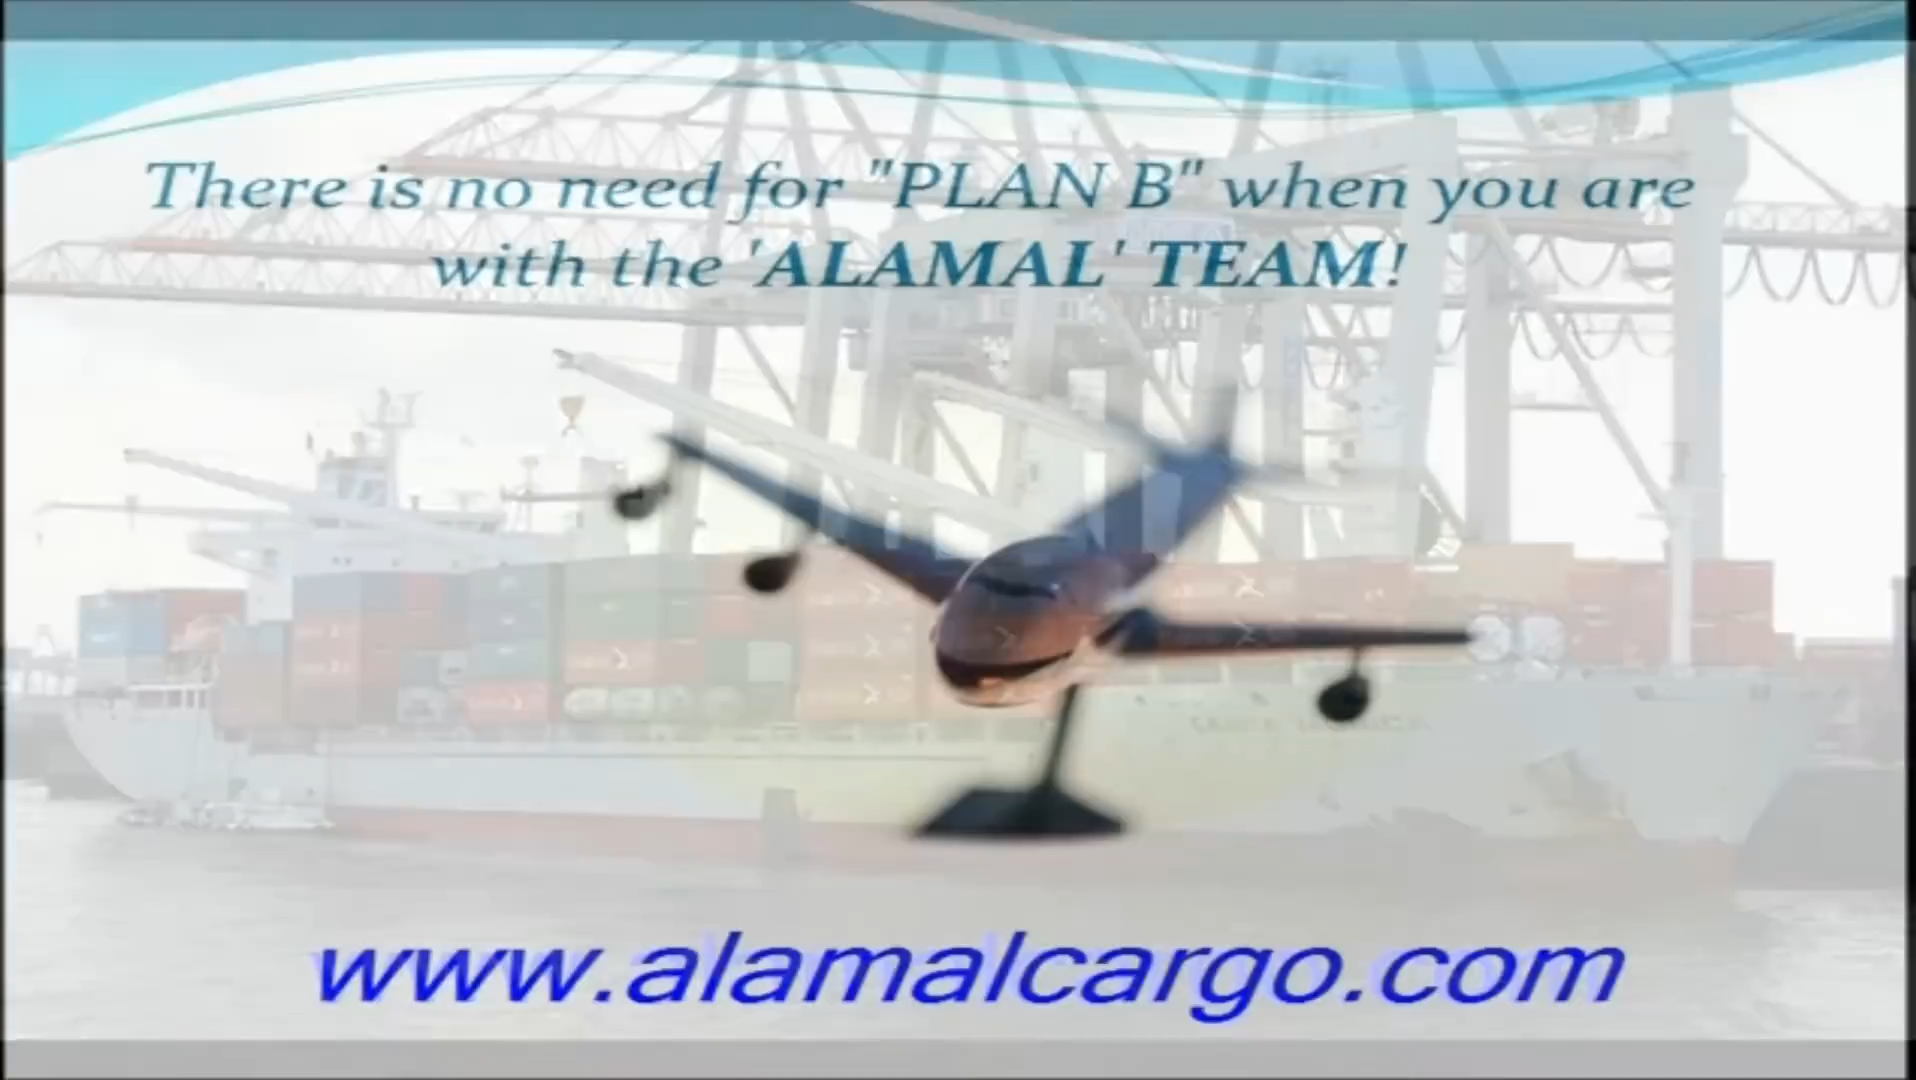 There is no need for "PLAN B" when you are
with the 'ALAMAL' TEAM!
www.alamalcargo.com